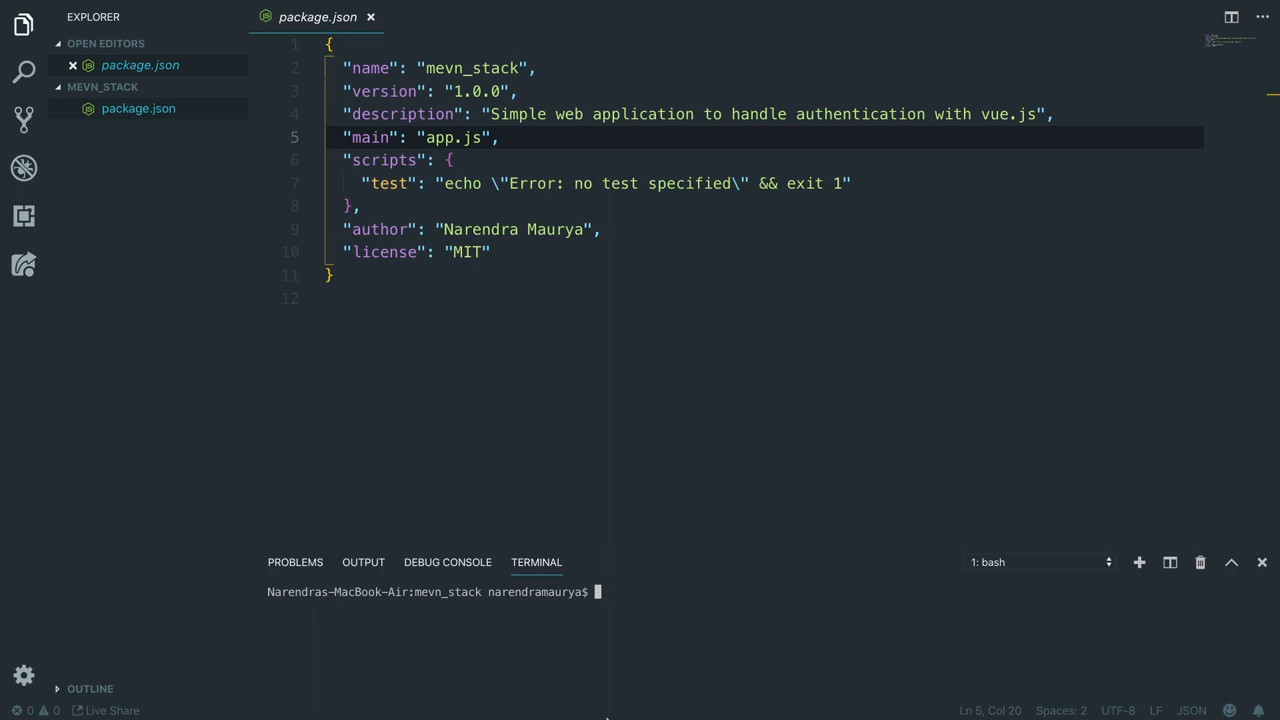 EXPLORER
OPEN EDITORS
package.json
MEVN_STACK
package.json
OUTLINE
package.json
1 {
2 "name": "mevn_stack",
3 "version": "1.0.0",
4 "description": "Simple web application to handle authentication with vue.js",
5 "main": "app.js",
6 "scripts": {
7 "test": "echo \"Error: no test specified\" && exit 1"
8 },
9 "author": "Narendra Maurya",
10 "license": "MIT"
11 }
12
PROBLEMS OUTPUT DEBUG CONSOLE TERMINAL 1: bash
Narendras-MacBook-Air:mevn_stack narendramaurya$
0 0 Live Share Ln 5, Col 20 Spaces: 2 UTF-8 LF JSON